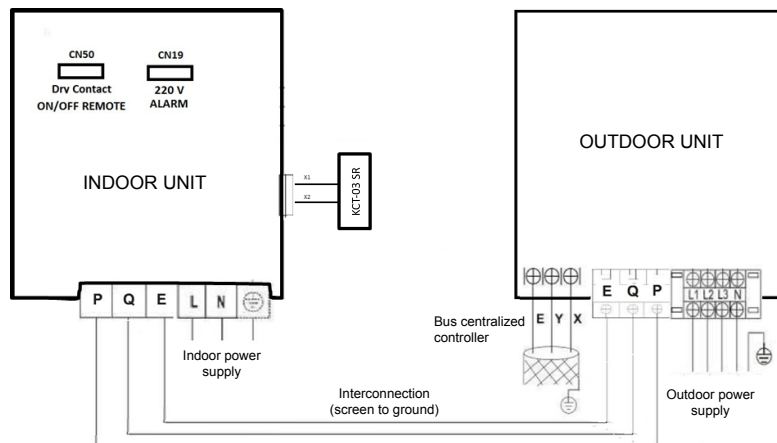 CN50
Dry Contact
ON/OFF REMOTE
CN19
220 V
ALARM
INDOOR UNIT
X1
X2
KCT-03 SR
P Q E L N
Indoor power
supply
OUTDOOR UNIT
E Y X
Bus centralized
controller
E Q P
L1 L2 L3 N
Interconnection
(screen to ground)
Outdoor power
supply